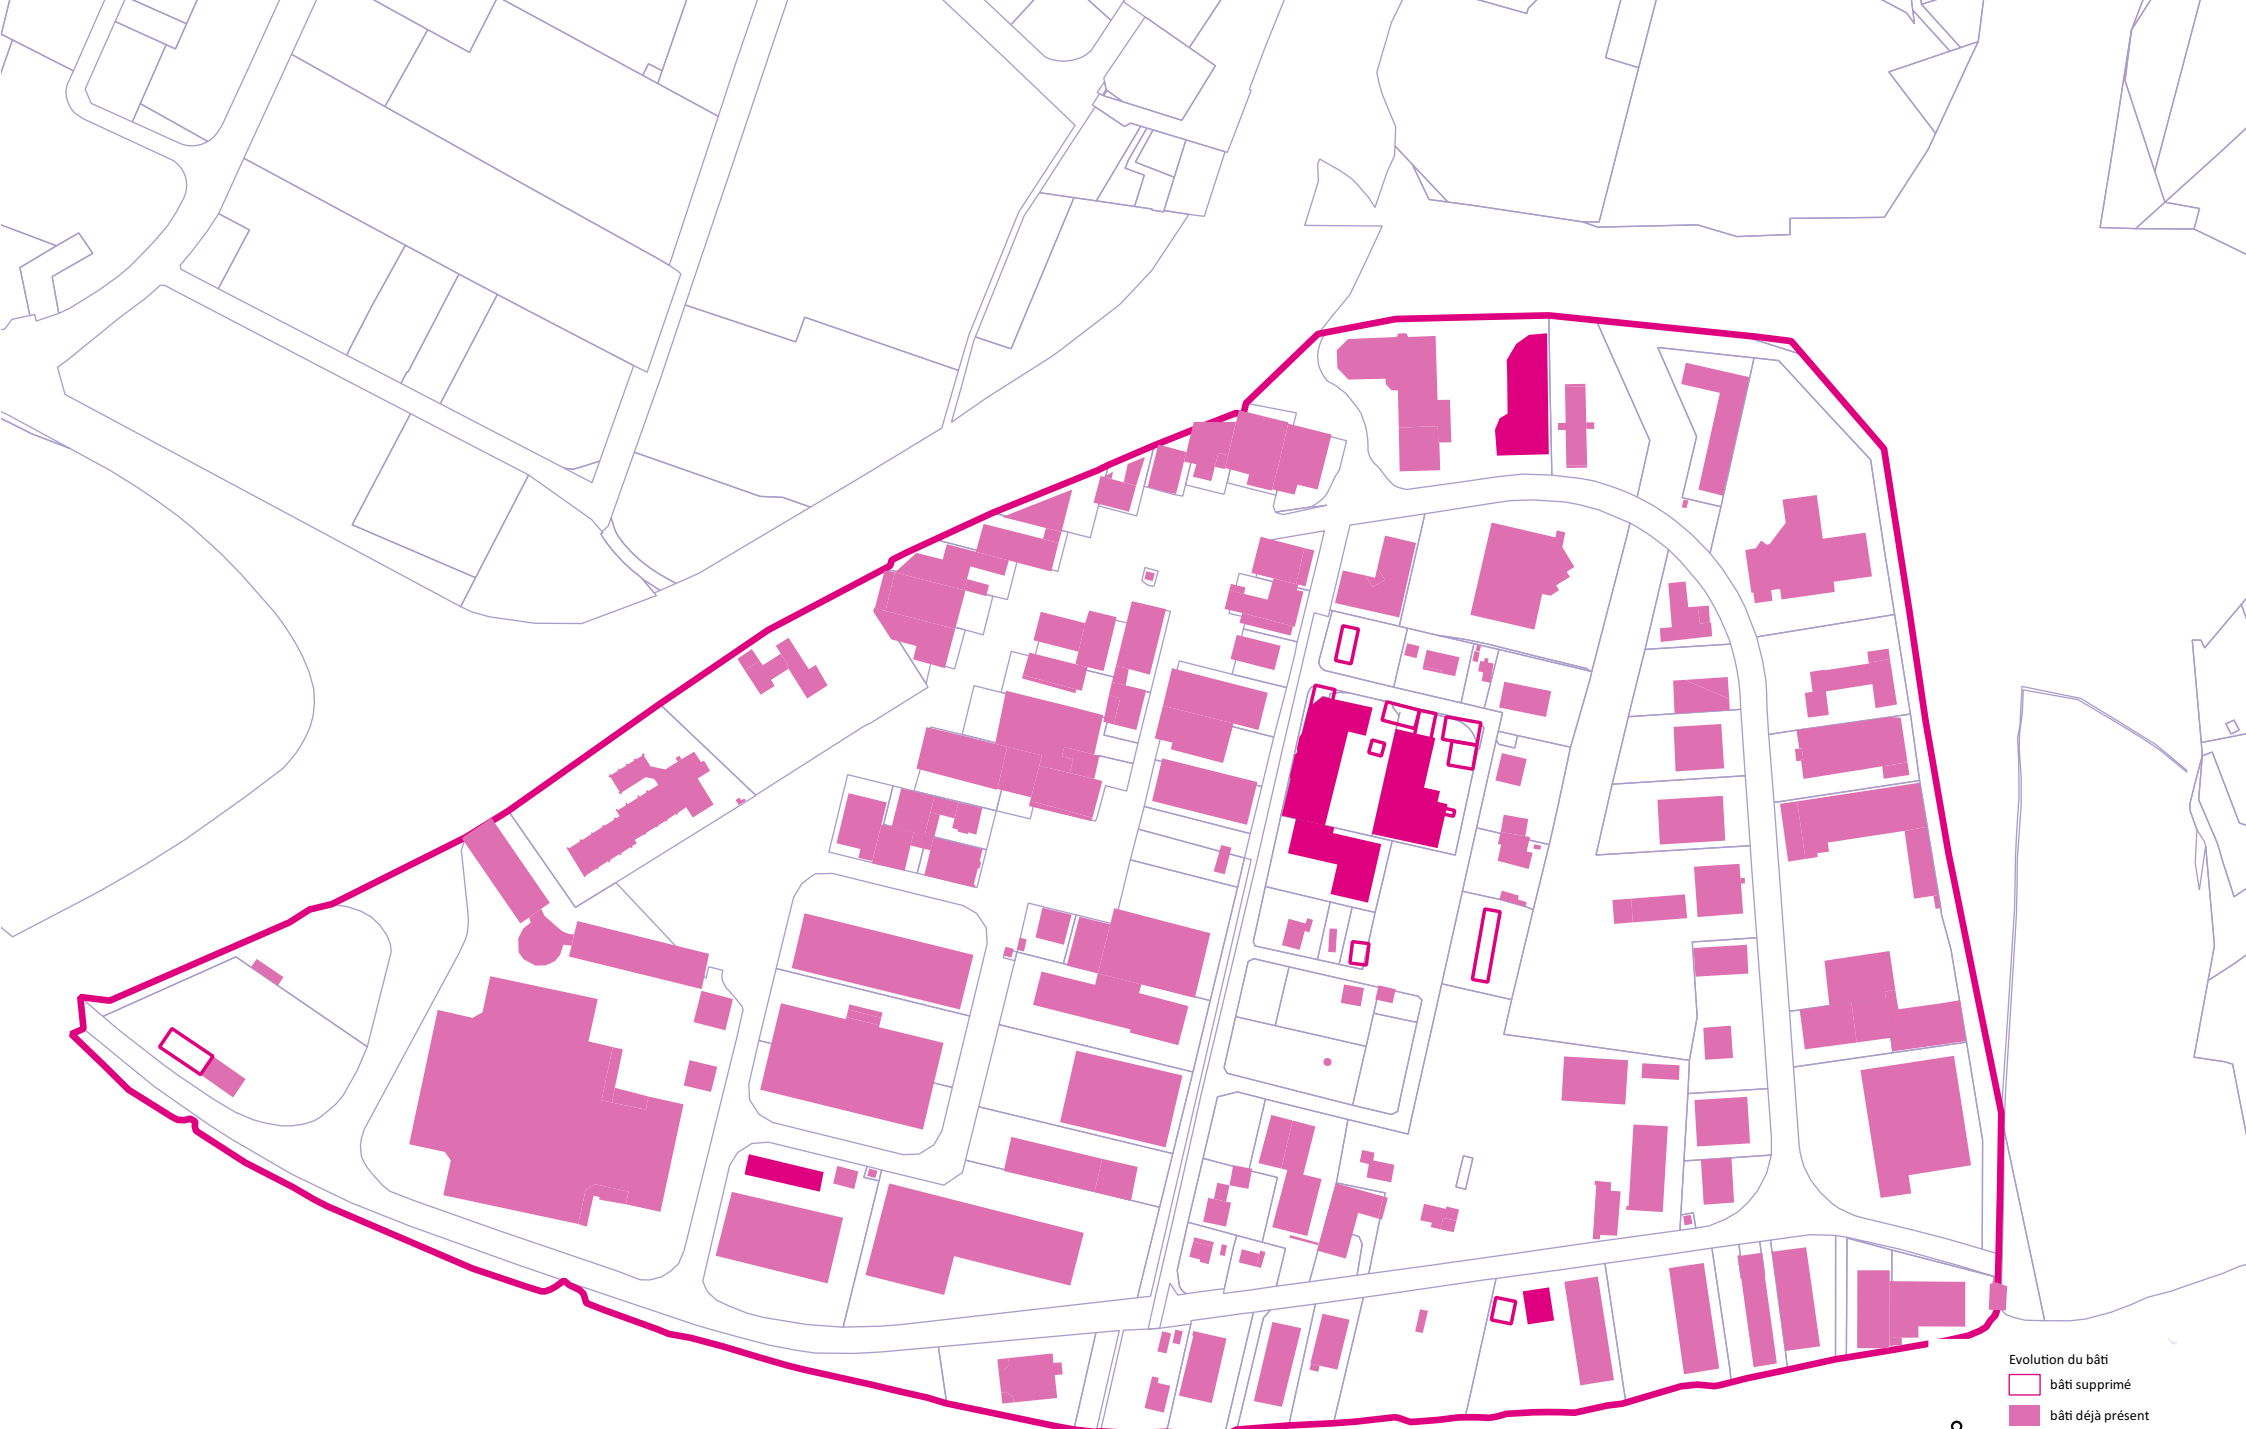 Evolution du bâti
bâti supprimé
bâti déjà présent